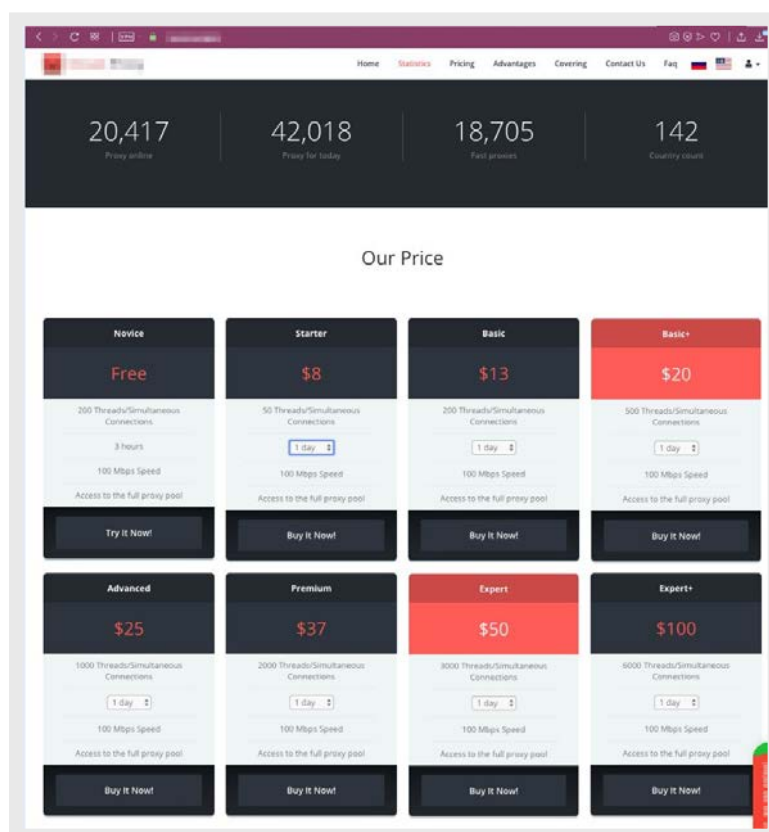 VPN
Home Statistics Pricing Advantages Covering Contact Us Faq
20,417 42,018 18,705 142
Proxy online Proxy for today Fast proxies Country count
Our Price
Novice Starter Basic Basic+
Free $8 $13 $20
200 Threads/Simultaneous Connections
50 Threads/Simultaneous Connections
200 Threads/Simultaneous Connections
500 Threads/Simultaneous Connections
3 hours 1 day 1 day 1 day
100 Mbps Speed 100 Mbps Speed 100 Mbps Speed 100 Mbps Speed
Access to the full proxy pool Access to the full proxy pool Access to the full proxy pool Access to the full proxy pool
Try It Now! Buy It Now! Buy It Now! Buy It Now!
Advanced Premium Expert Expert+
$25 $37 $50 $100
1000 Threads/Simultaneous Connections
2000 Threads/Simultaneous Connections
3000 Threads/Simultaneous Connections
6000 Threads/Simultaneous Connections
1 day 1 day 1 day 1 day
100 Mbps Speed 100 Mbps Speed 100 Mbps Speed 100 Mbps Speed
Access to the full proxy pool Access to the full proxy pool Access to the full proxy pool Access to the full proxy pool
Buy It Now! Buy It Now! Buy It Now! Buy It Now!